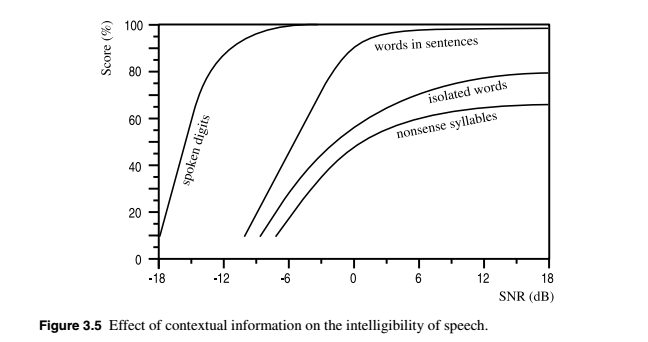 Score (%)
100
80
60
40
20
0
spoken digits
words in sentences
isolated words
nonsense syllables
-18 -12 -6 0 6 12 18
SNR (dB)
Figure 3.5 Effect of contextual information on the intelligibility of speech.